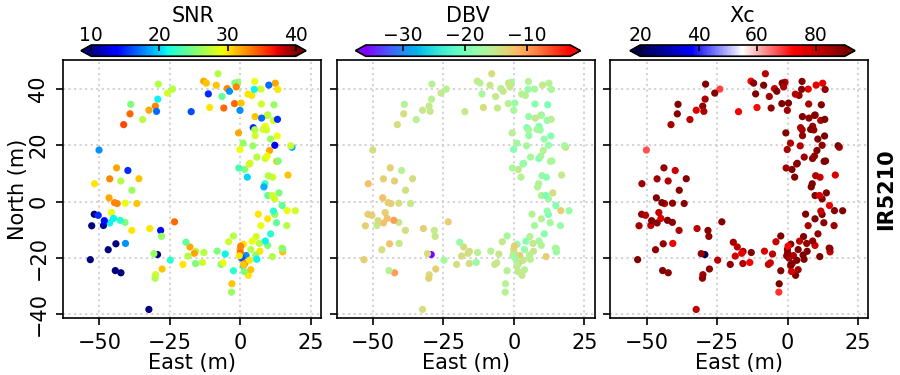 SNR DBV Xc
10 20 30 40 −30 −20 −10 20 40 60 80
40
20
0
−20
−40
North (m)
IR5210
−50 −25 0 25 −50 −25 0 25 −50 −25 0 25
East (m) East (m) East (m)